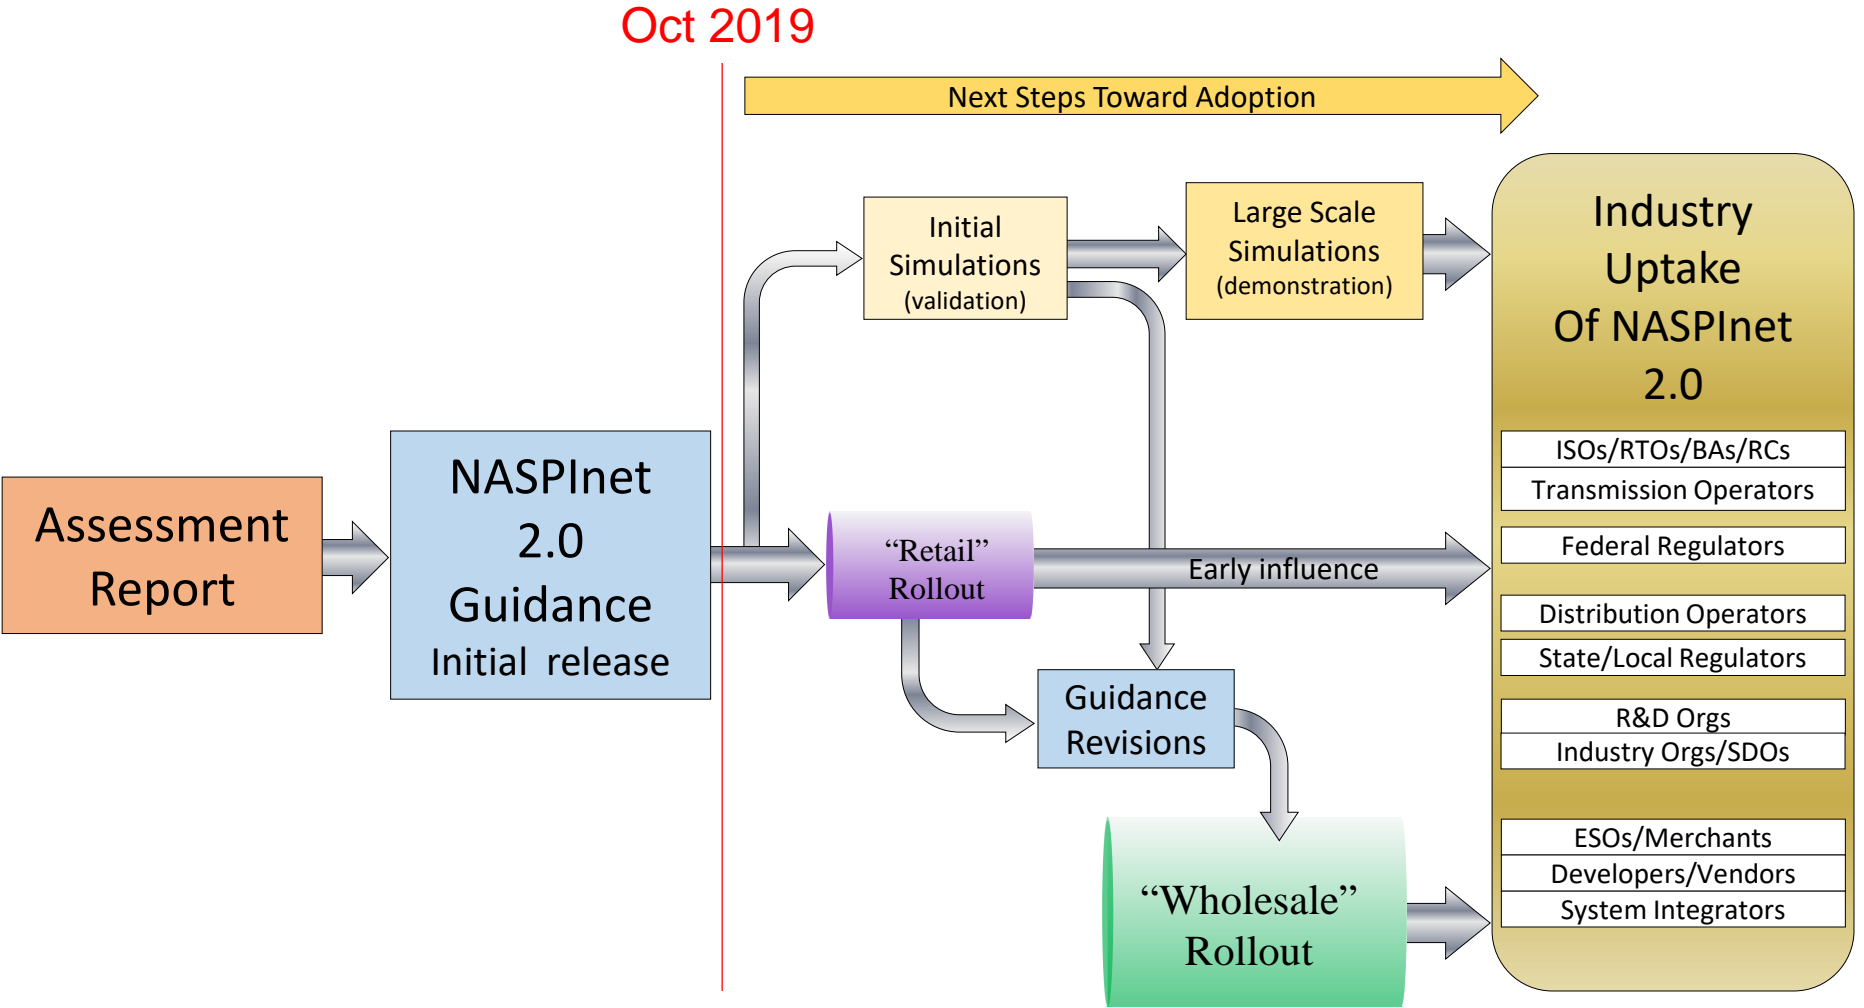 Oct 2019
Next Steps Toward Adoption
Assessment
Report
NASPInet
2.0
Guidance
Initial release
Initial
Simulations
(validation)
Large Scale
Simulations
(demonstration)
“Retail”
Rollout
Early influence
Guidance
Revisions
“Wholesale”
Rollout
Industry
Uptake
Of NASPInet
2.0
ISOs/RTOs/BAs/RCs
Transmission Operators
Federal Regulators
Distribution Operators
State/Local Regulators
R&D Orgs
Industry Orgs/SDOs
ESOs/Merchants
Developers/Vendors
System Integrators